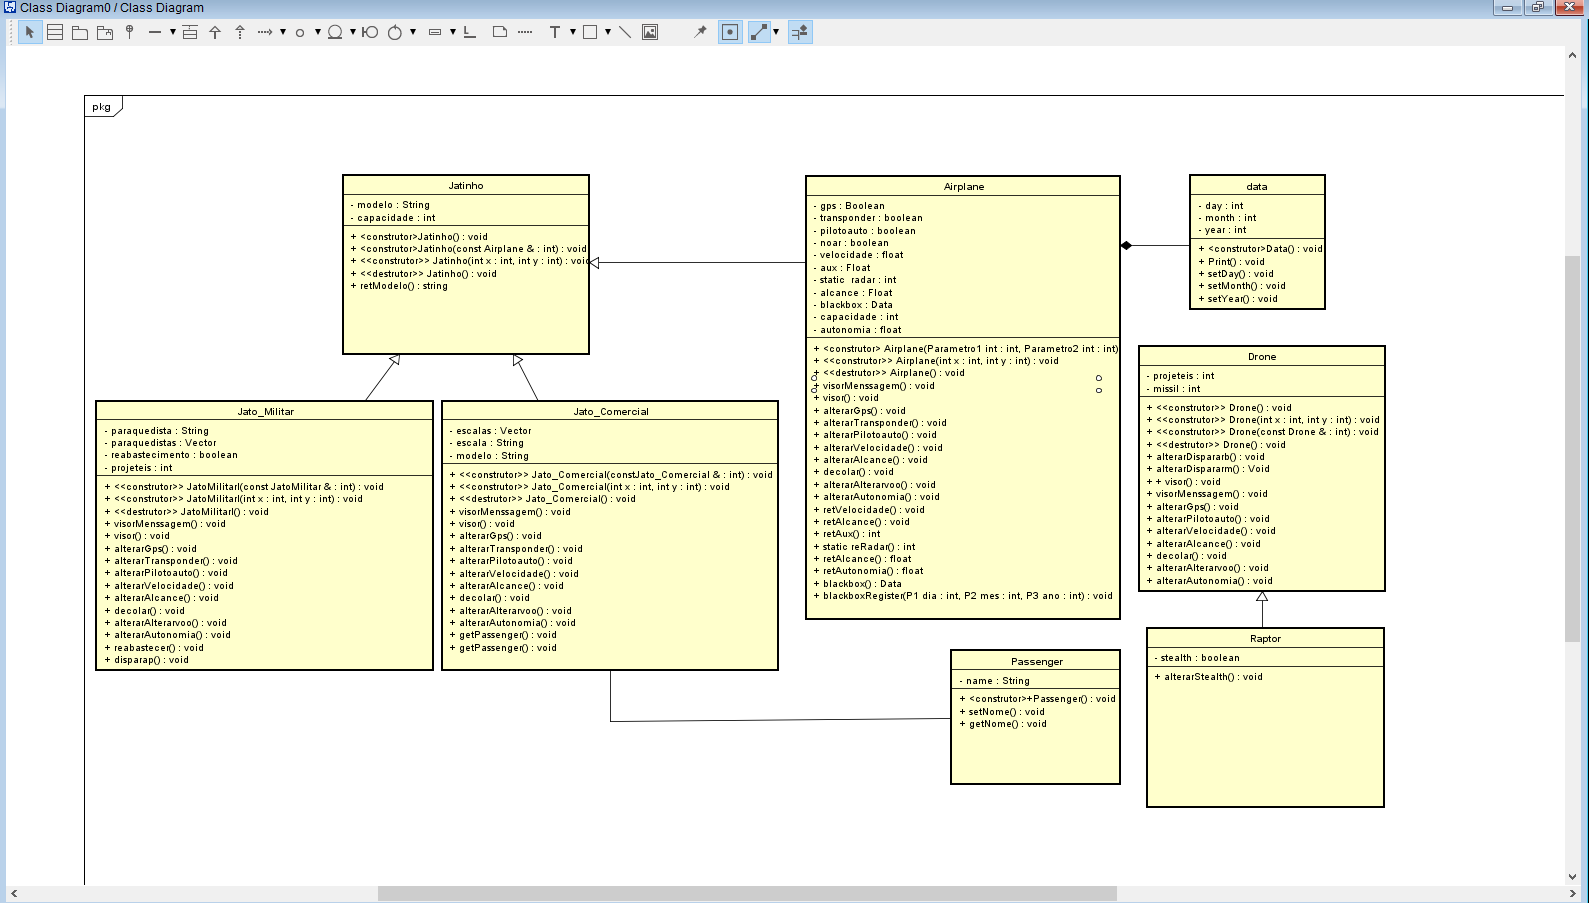 Class Diagram0 / Class Diagram
T
pkg
Jatinho
- modelo : String
- capacidade : int
+ <construtor>Jatinho() : void
+ <construtor>Jatinho(const Airplane & : int) : void
+ <<construtor>> Jatinho(int x : int, int y : int) : void
+ <<destrutor>> Jatinho() : void
+ retModelo() : string
Airplane
- gps : Boolean
- transponder : boolean
- pilotoauto : boolean
- noar : boolean
- velocidade : float
- aux : Float
- static radar : int
- alcance : Float
- blackbox : Data
- capacidade : int
- autonomia : float
+ <construtor> Airplane(Parametro1 int : int, Parametro2 int : int)
+ <<construtor>> Airplane(int x : int, int y : int) : void
+ <<destrutor>> Airplane() : void
+ visorMenssagem() : void
+ visor() : void
+ alterarGps() : void
+ alterarTransponder() : void
+ alterarPilotoauto() : void
+ alterarVelocidade() : void
+ alterarAlcance() : void
+ decolar() : void
+ alterarAlterarvoo() : void
+ alterarAutonomia() : void
+ retVelocidade() : void
+ retAlcance() : void
+ retAux() : int
+ static reRadar() : int
+ retAlcance() : float
+ retAutonomia() : float
+ blackbox() : Data
+ blackboxRegister(P1 dia : int, P2 mes : int, P3 ano : int) : void
data
- day : int
- month : int
- year : int
+ <construtor>Data() : void
+ Print() : void
+ setDay() : void
+ setMonth() : void
+ setYear() : void
Drone
- projeteis : int
- missil : int
+ <<construtor>> Drone() : void
+ <<construtor>> Drone(int x : int, int y : int) : void
+ <<construtor>> Drone(const Drone & : int) : void
+ <<destrutor>> Drone() : void
+ alterarDispararb() : void
+ alterarDispararm() : Void
+ + visor() : void
+ visorMenssagem() : void
+ alterarGps() : void
+ alterarPilotoauto() : void
+ alterarVelocidade() : void
+ alterarAlcance() : void
+ decolar() : void
+ alterarAlterarvoo() : void
+ alterarAutonomia() : void
Jato_Militar
- paraquedista : String
- paraquedistas : Vector
- reabastecimento : boolean
- projeteis : int
+ <<construtor>> JatoMilitarI(const JatoMilitar & : int) : void
+ <<construtor>> JatoMilitarI(int x : int, int y : int) : void
+ <<destrutor>> JatoMilitarI() : void
+ visorMenssagem() : void
+ visor() : void
+ alterarGps() : void
+ alterarTransponder() : void
+ alterarPilotoauto() : void
+ alterarVelocidade() : void
+ alterarAlcance() : void
+ decolar() : void
+ alterarAlterarvoo() : void
+ alterarAutonomia() : void
+ reabastecer() : void
+ disparap() : void
Jato_Comercial
- escalas : Vector
- escala : String
- modelo : String
+ <<construtor>> Jato_Comercial(constJato_Comercial & : int) : void
+ <<construtor>> Jato_Comercial(int x : int, int y : int) : void
+ <<destrutor>> Jato_Comercial() : void
+ visorMenssagem() : void
+ visor() : void
+ alterarGps() : void
+ alterarTransponder() : void
+ alterarPilotoauto() : void
+ alterarVelocidade() : void
+ alterarAlcance() : void
+ decolar() : void
+ alterarAlterarvoo() : void
+ alterarAutonomia() : void
+ getPassenger() : void
+ getPassenger() : void
Passenger
- name : String
+ <construtor>+Passenger() : void
+ setNome() : void
+ getNome() : void
Raptor
- stealth : boolean
+ alterarStealth() : void